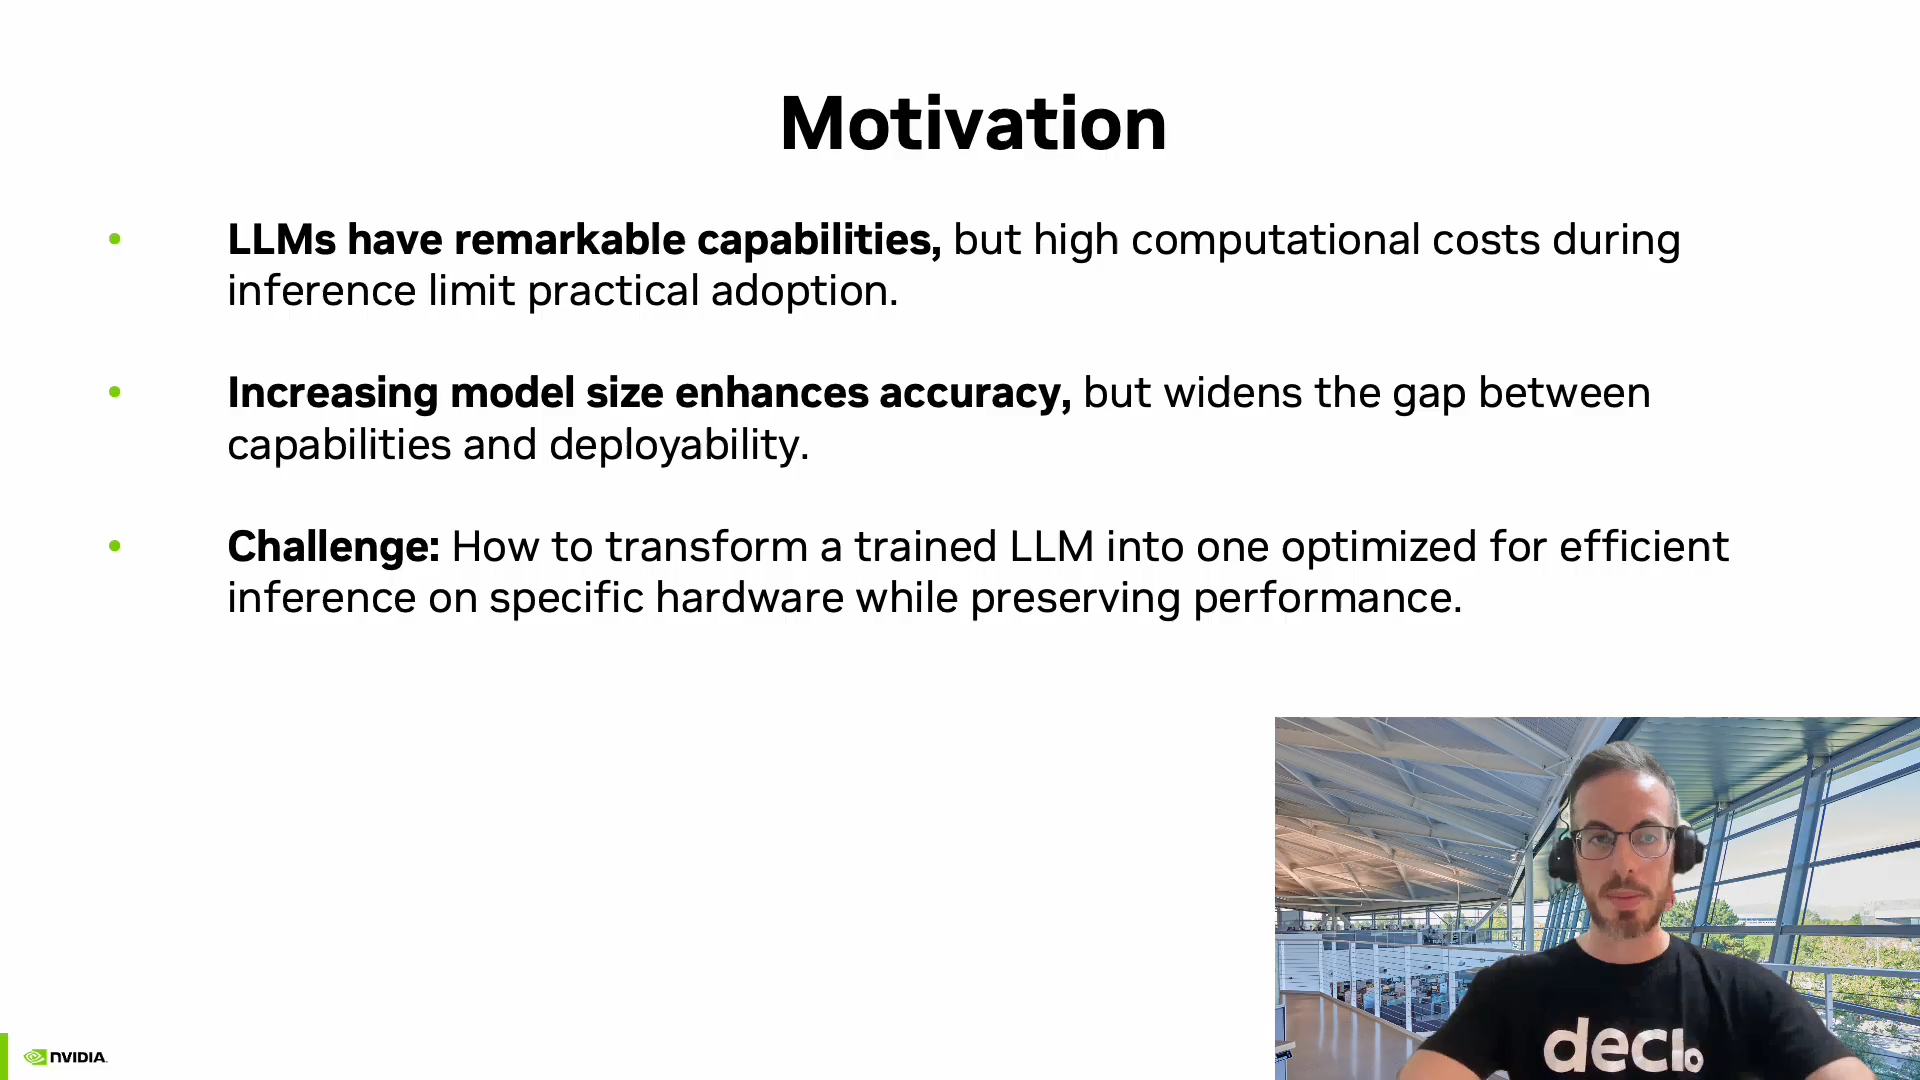 Motivation
• LLMs have remarkable capabilities, but high computational costs during
inference limit practical adoption.
• Increasing model size enhances accuracy, but widens the gap between
capabilities and deployability.
• Challenge: How to transform a trained LLM into one optimized for efficient
inference on specific hardware while preserving performance.
deci.
NVIDIA.